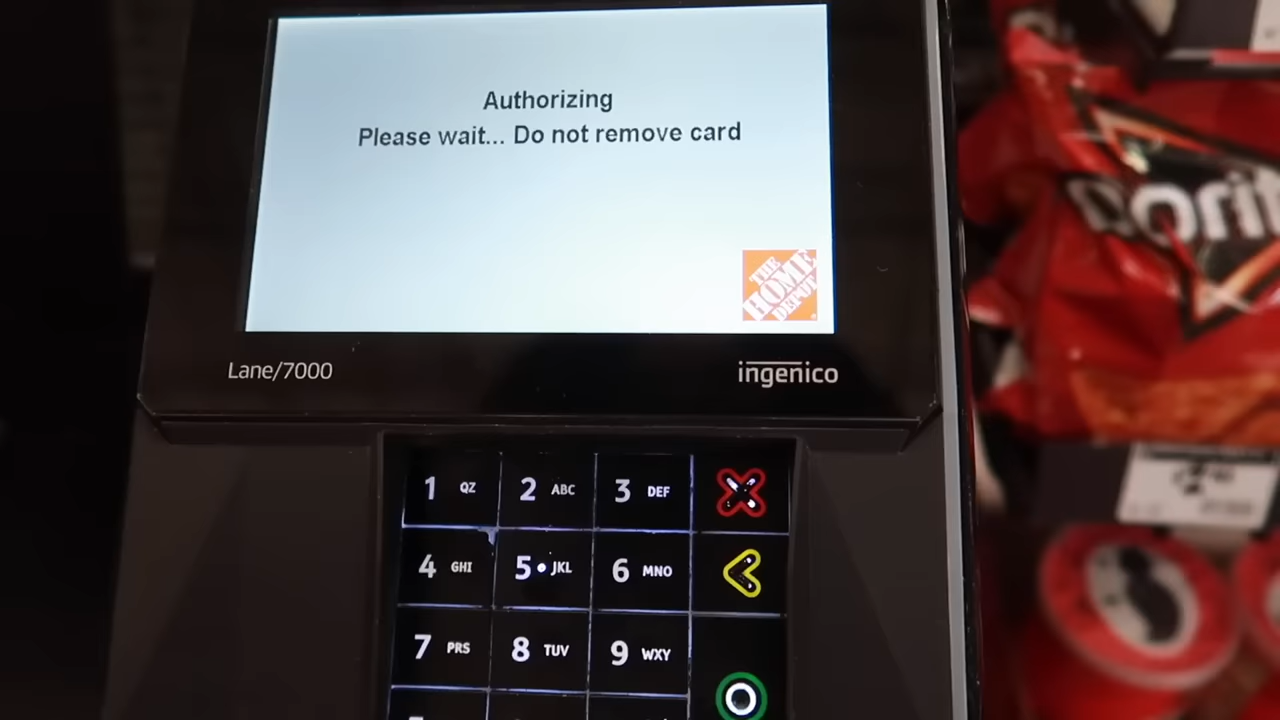 Authorizing
Please wait... Do not remove card
THE
HOME
DEPOT
Lane/7000
ingenico
1 QZ 2 ABC 3 DEF
4 GHI 5 JKL 6 MNO
7 PRS 8 TUV 9 WXY